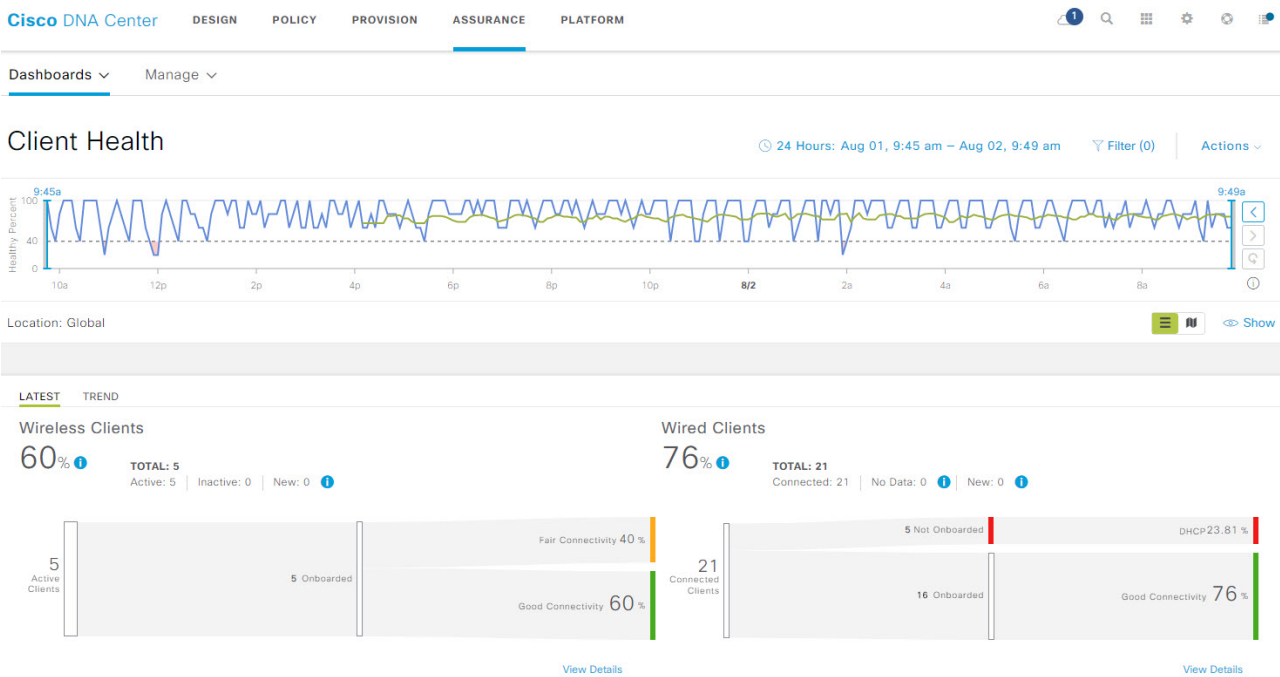 Cisco DNA Center DESIGN POLICY PROVISION ASSURANCE PLATFORM 1
Dashboards Manage
Client Health
24 Hours: Aug 01, 9:45 am – Aug 02, 9:49 am Filter (0) Actions
9:45a 9:49a
Healthy Percent
100
40
0
10a 12p 2p 4p 6p 8p 10p 8/2 2a 4a 6a 8a
Location: Global Show
LATEST TREND
Wireless Clients
60%
TOTAL: 5
Active: 5 Inactive: 0 New: 0
5
Active
Clients
5 Onboarded
Fair Connectivity 40 %
Good Connectivity 60 %
View Details
Wired Clients
76%
TOTAL: 21
Connected: 21 No Data: 0 New: 0
21
Connected
Clients
5 Not Onboarded
16 Onboarded
DHCP 23.81 %
Good Connectivity 76 %
View Details